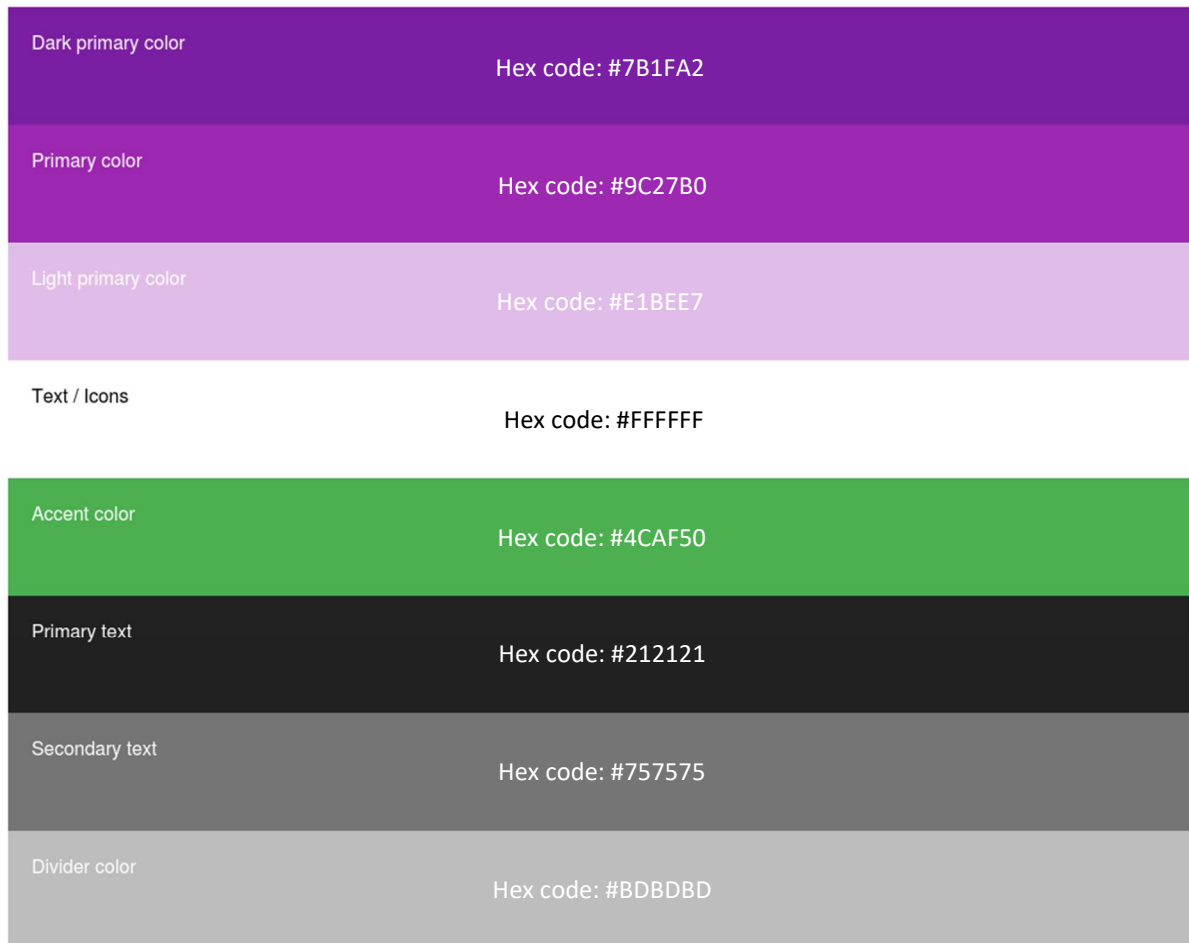 Dark primary color
Hex code: #7B1FA2
Primary color
Hex code: #9C27B0
Light primary color
Hex code: #E1BEE7
Text / Icons
Hex code: #FFFFFF
Accent color
Hex code: #4CAF50
Primary text
Hex code: #212121
Secondary text
Hex code: #757575
Divider color
Hex code: #BDBDBD